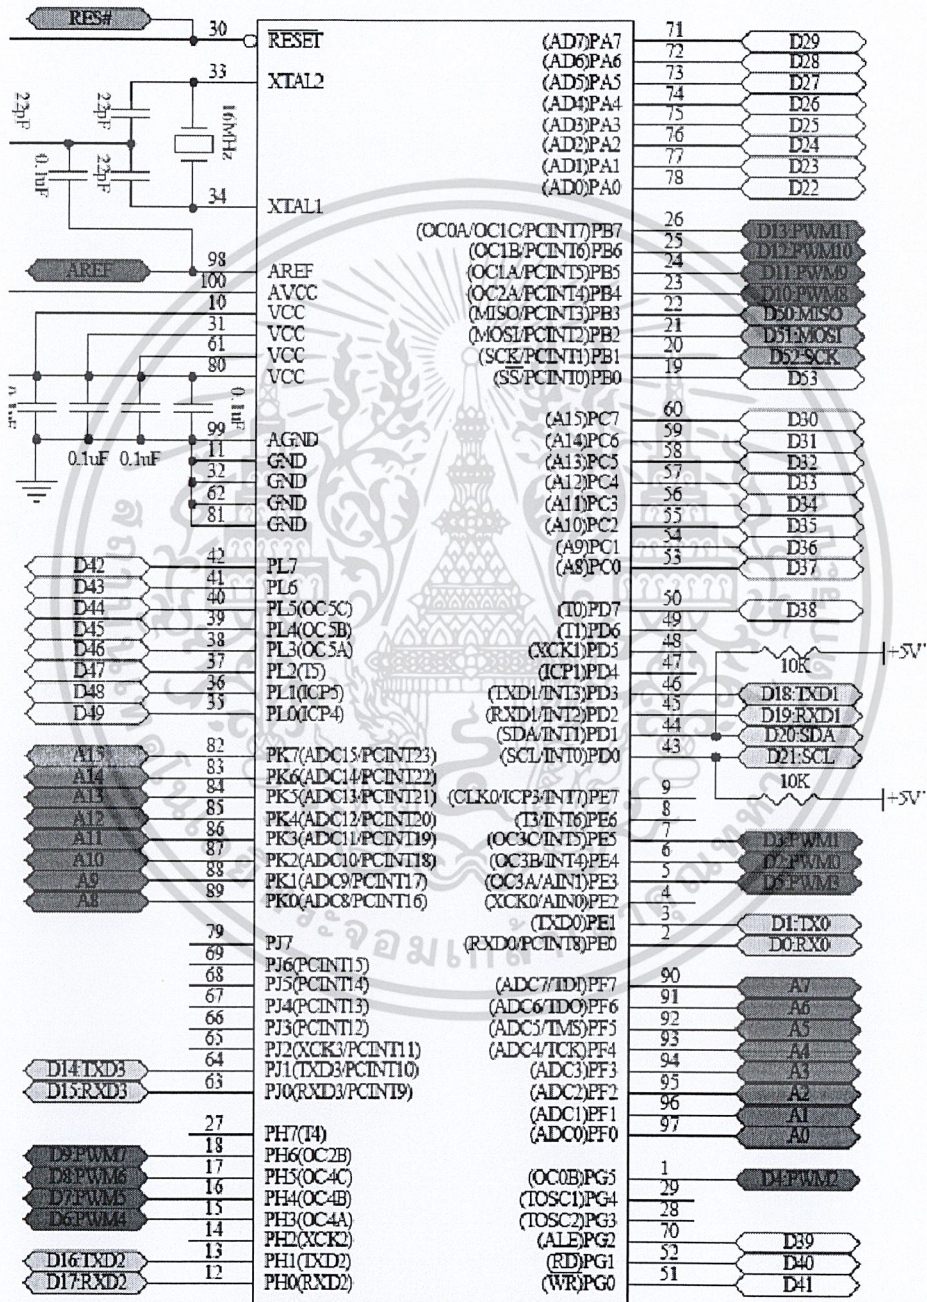 RES#
30 RESET
33 XTAL2
22pF
22pF
16MHz
22pF
0.1uF
34 XTAL1
AREF 98 AREF
100 AVCC
10 VCC
31 VCC
61 VCC
80 VCC
0.1uF
0.1uF 0.1uF
99 AGND
11 GND
32 GND
62 GND
81 GND
D42 42 PL7
D43 41 PL6
D44 40 PL5(OC5C)
D45 39 PL4(OC5B)
D46 38 PL3(OC5A)
D47 37 PL2(T5)
D48 36 PL1(ICP5)
D49 35 PL0(ICP4)
A15 82 PK7(ADC15/PCINT23)
A14 83 PK6(ADC14/PCINT22)
A13 84 PK5(ADC13/PCINT21)
A12 85 PK4(ADC12/PCINT20)
A11 86 PK3(ADC11/PCINT19)
A10 87 PK2(ADC10/PCINT18)
A9 88 PK1(ADC9/PCINT17)
A8 89 PK0(ADC8/PCINT16)
79 PJ7
69 PJ6(PCINT15)
68 PJ5(PCINT14)
67 PJ4(PCINT13)
66 PJ3(PCINT12)
65 PJ2(XCK3/PCINT11)
D14:TXD3 64 PJ1(TXD3/PCINT10)
D15:RXD3 63 PJ0(RXD3/PCINT9)
27 PH7(T4)
D9:PWM7 18 PH6(OC2B)
D8:PWM6 17 PH5(OC4C)
D7:PWM5 16 PH4(OC4B)
D6:PWM4 15 PH3(OC4A)
14 PH2(XCK2)
D16:TXD2 13 PH1(TXD2)
D17:RXD2 12 PH0(RXD2)
(AD7)PA7 71 D29
(AD6)PA6 72 D28
(AD5)PA5 73 D27
(AD4)PA4 74 D26
(AD3)PA3 75 D25
(AD2)PA2 76 D24
(AD1)PA1 77 D23
(AD0)PA0 78 D22
(OC0A/OC1C/PCINT7)PB7 26 D13:PWM11
(OC1B/PCINT6)PB6 25 D12:PWM10
(OC1A/PCINT5)PB5 24 D11:PWM9
(OC2A/PCINT4)PB4 23 D10:PWM8
(MISO/PCINT3)PB3 22 D50:MISO
(MOSI/PCINT2)PB2 21 D51:MOSI
(SCK/PCINT1)PB1 20 D52:SCK
(SS/PCINT0)PB0 19 D53
(A15)PC7 60 D30
(A14)PC6 59 D31
(A13)PC5 58 D32
(A12)PC4 57 D33
(A11)PC3 56 D34
(A10)PC2 55 D35
(A9)PC1 54 D36
(A8)PC0 53 D37
(T0)PD7 50 D38
(T1)PD6 49
(XCK1)PD5 48 10K +5V
(ICP1)PD4 47
(TXD1/INT3)PD3 46 D18:TXD1
(RXD1/INT2)PD2 45 D19:RXD1
(SDA/INT1)PD1 44 D20:SDA
(SCL/INT0)PD0 43 D21:SCL
10K +5V
(CLK0/ICP3/INT7)PE7 9
(T3/INT6)PE6 8
(OC3C/INT5)PE5 7 D3:PWM1
(OC3B/INT4)PE4 6 D2:PWM0
(OC3A/AIN1)PE3 5 D5:PWM3
(XCK0/AIN0)PE2 4
(TXD0)PE1 3 D1:TX0
(RXD0/PCINT8)PE0 2 D0:RX0
(ADC7/TDI)PF7 90 A7
(ADC6/TDO)PF6 91 A6
(ADC5/TMS)PF5 92 A5
(ADC4/TCK)PF4 93 A4
(ADC3)PF3 94 A3
(ADC2)PF2 95 A2
(ADC1)PF1 96 A1
(ADC0)PF0 97 A0
(OC0B)PG5 1 D4:PWM2
(TOSC1)PG4 29
(TOSC2)PG3 28
(ALE)PG2 70 D39
(RD)PG1 52 D40
(WR)PG0 51 D41